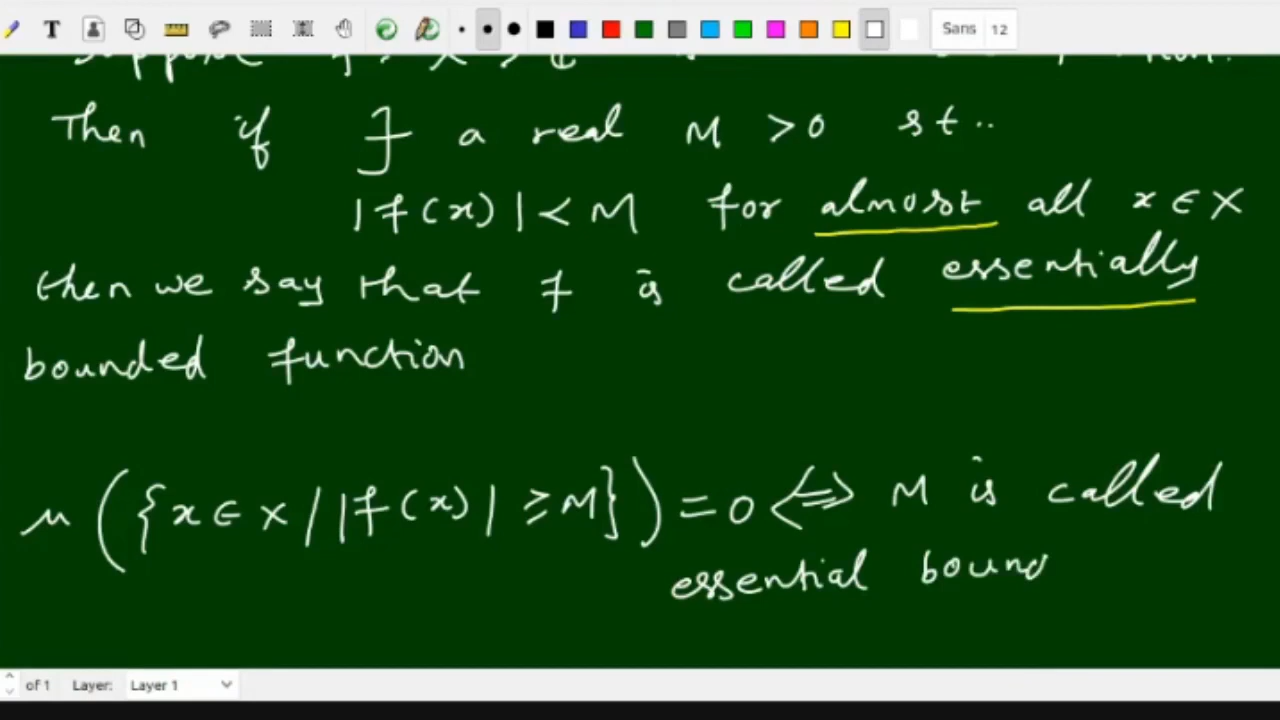 Sans 12
Then if ∃ a real M > 0 st..
|f(x)| < M for almost all x ∈ X
then we say that f is called essentially
bounded function
μ({x ∈ X / |f(x)| ≥ M}) = 0 ⇔ M is called
essential bound
of 1 Layer: Layer 1